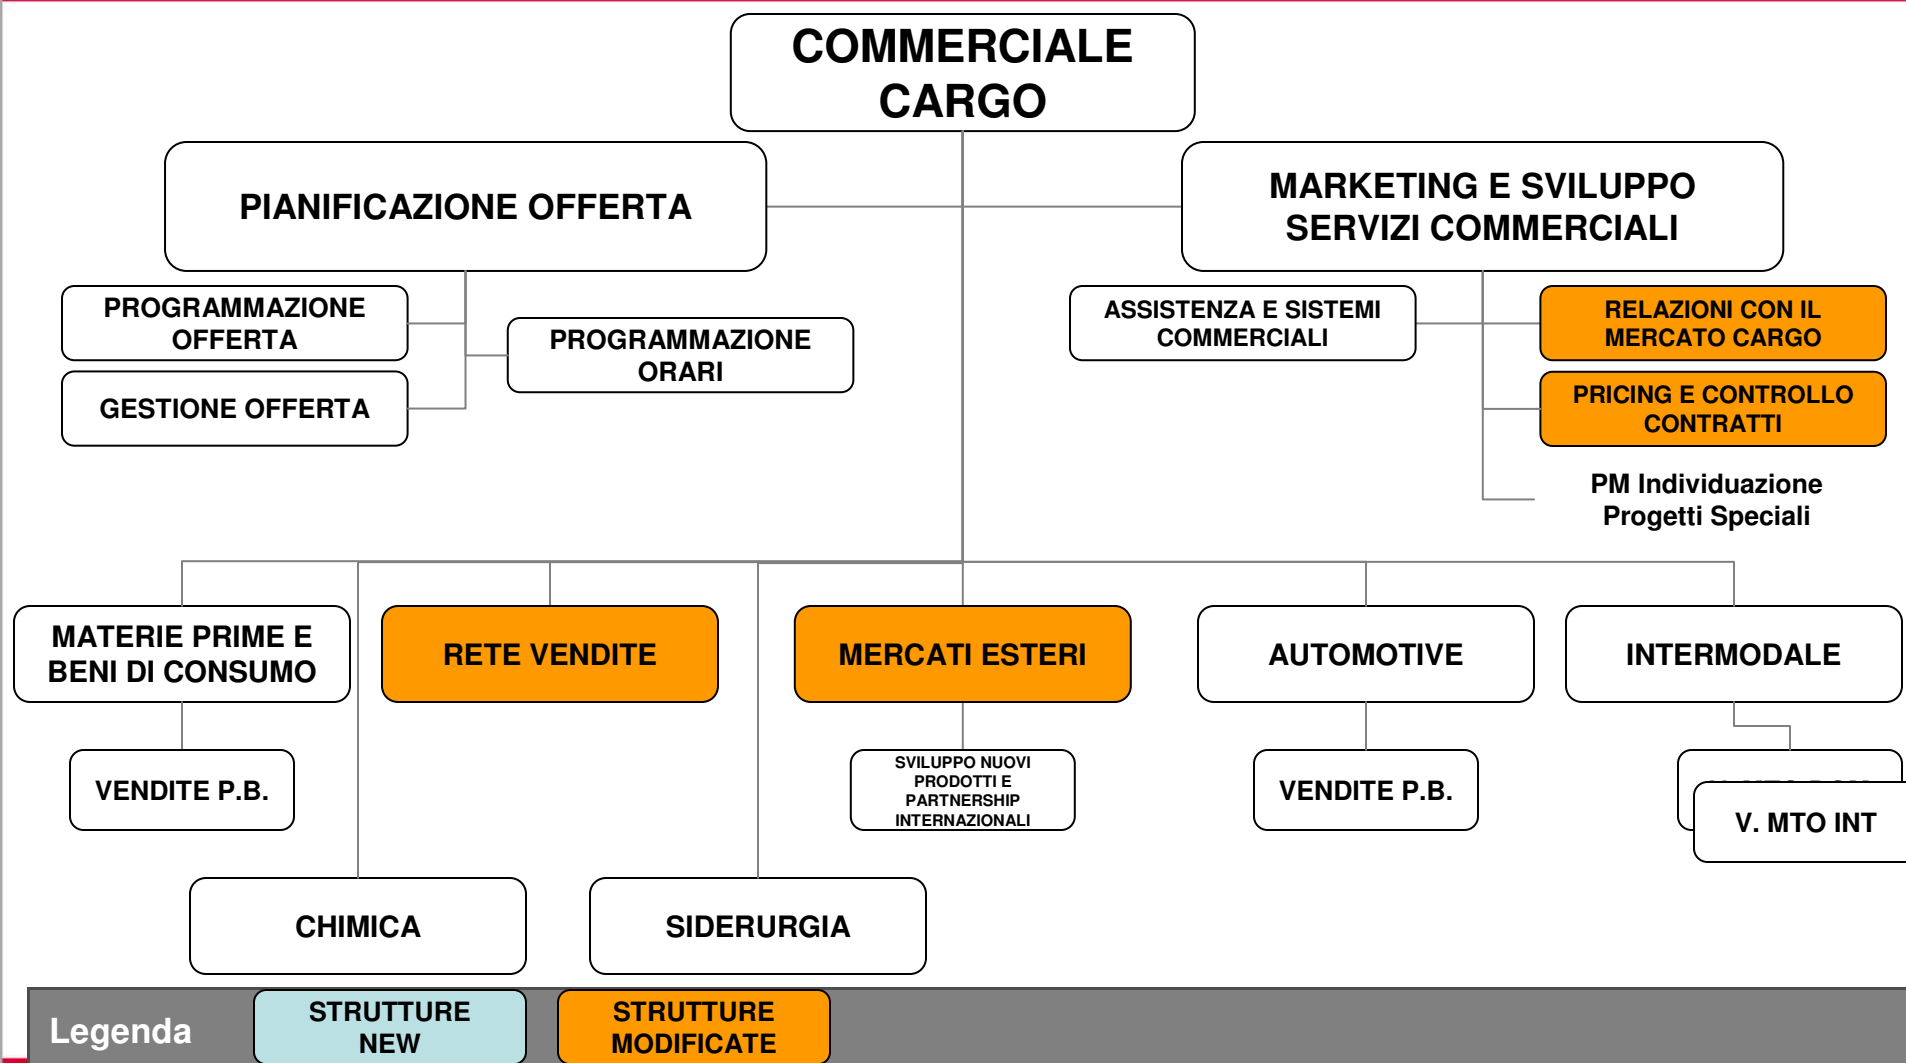 COMMERCIALE
CARGO
PIANIFICAZIONE OFFERTA
MARKETING E SVILUPPO
SERVIZI COMMERCIALI
PROGRAMMAZIONE
OFFERTA
PROGRAMMAZIONE
ORARI
GESTIONE OFFERTA
ASSISTENZA E SISTEMI
COMMERCIALI
RELAZIONI CON IL
MERCATO CARGO
PRICING E CONTROLLO
CONTRATTI
PM Individuazione
Progetti Speciali
MATERIE PRIME E
BENI DI CONSUMO
RETE VENDITE
MERCATI ESTERI
AUTOMOTIVE
INTERMODALE
VENDITE P.B.
SVILUPPO NUOVI
PRODOTTI E
PARTNERSHIP
INTERNAZIONALI
VENDITE P.B.
V. MTO INT
CHIMICA
SIDERURGIA
Legenda
STRUTTURE
NEW
STRUTTURE
MODIFICATE